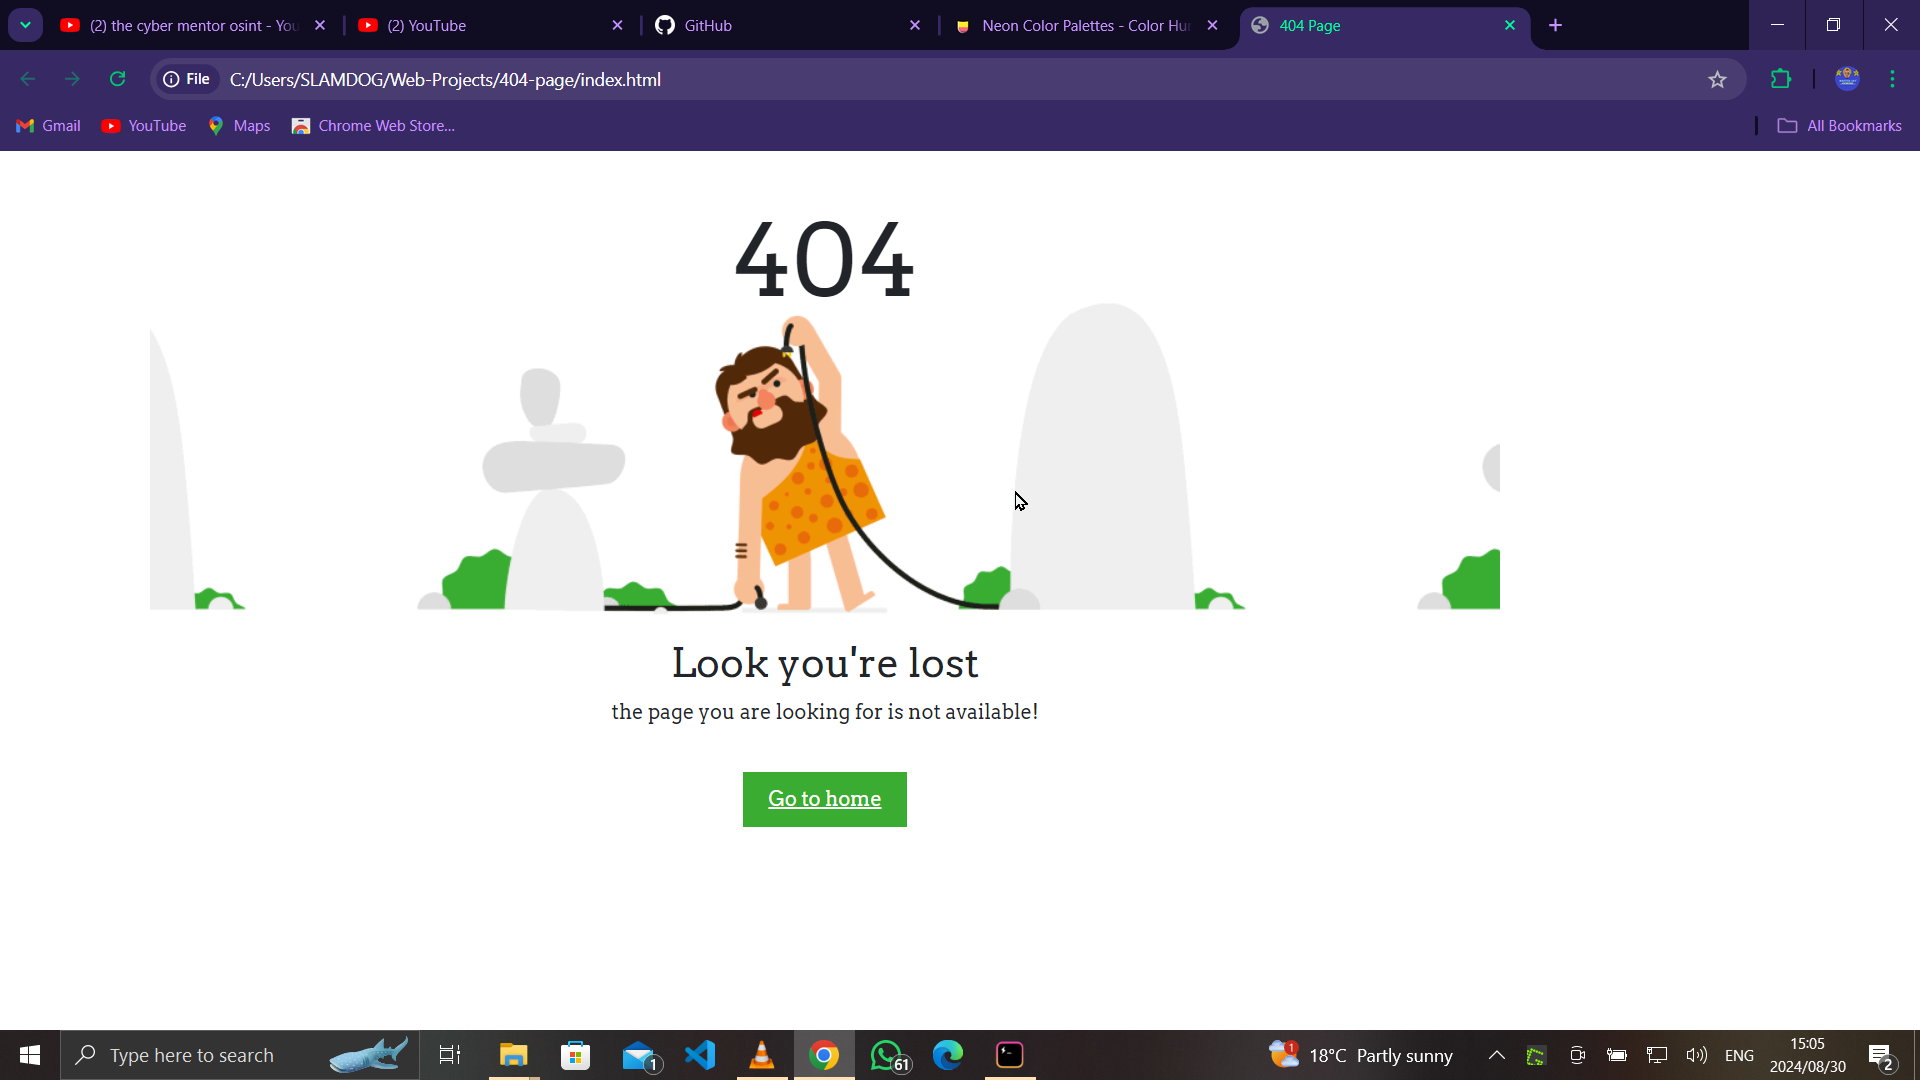 (2) the cyber mentor osint - You
(2) YouTube
GitHub
Neon Color Palettes - Color Hu
404 Page
File
C:/Users/SLAMDOG/Web-Projects/404-page/index.html
Gmail
YouTube
Maps
Chrome Web Store...
All Bookmarks
404
Look you're lost
the page you are looking for is not available!
Go to home
Type here to search
1
61
1
18°C Partly sunny
ENG
15:05
2024/08/30
2